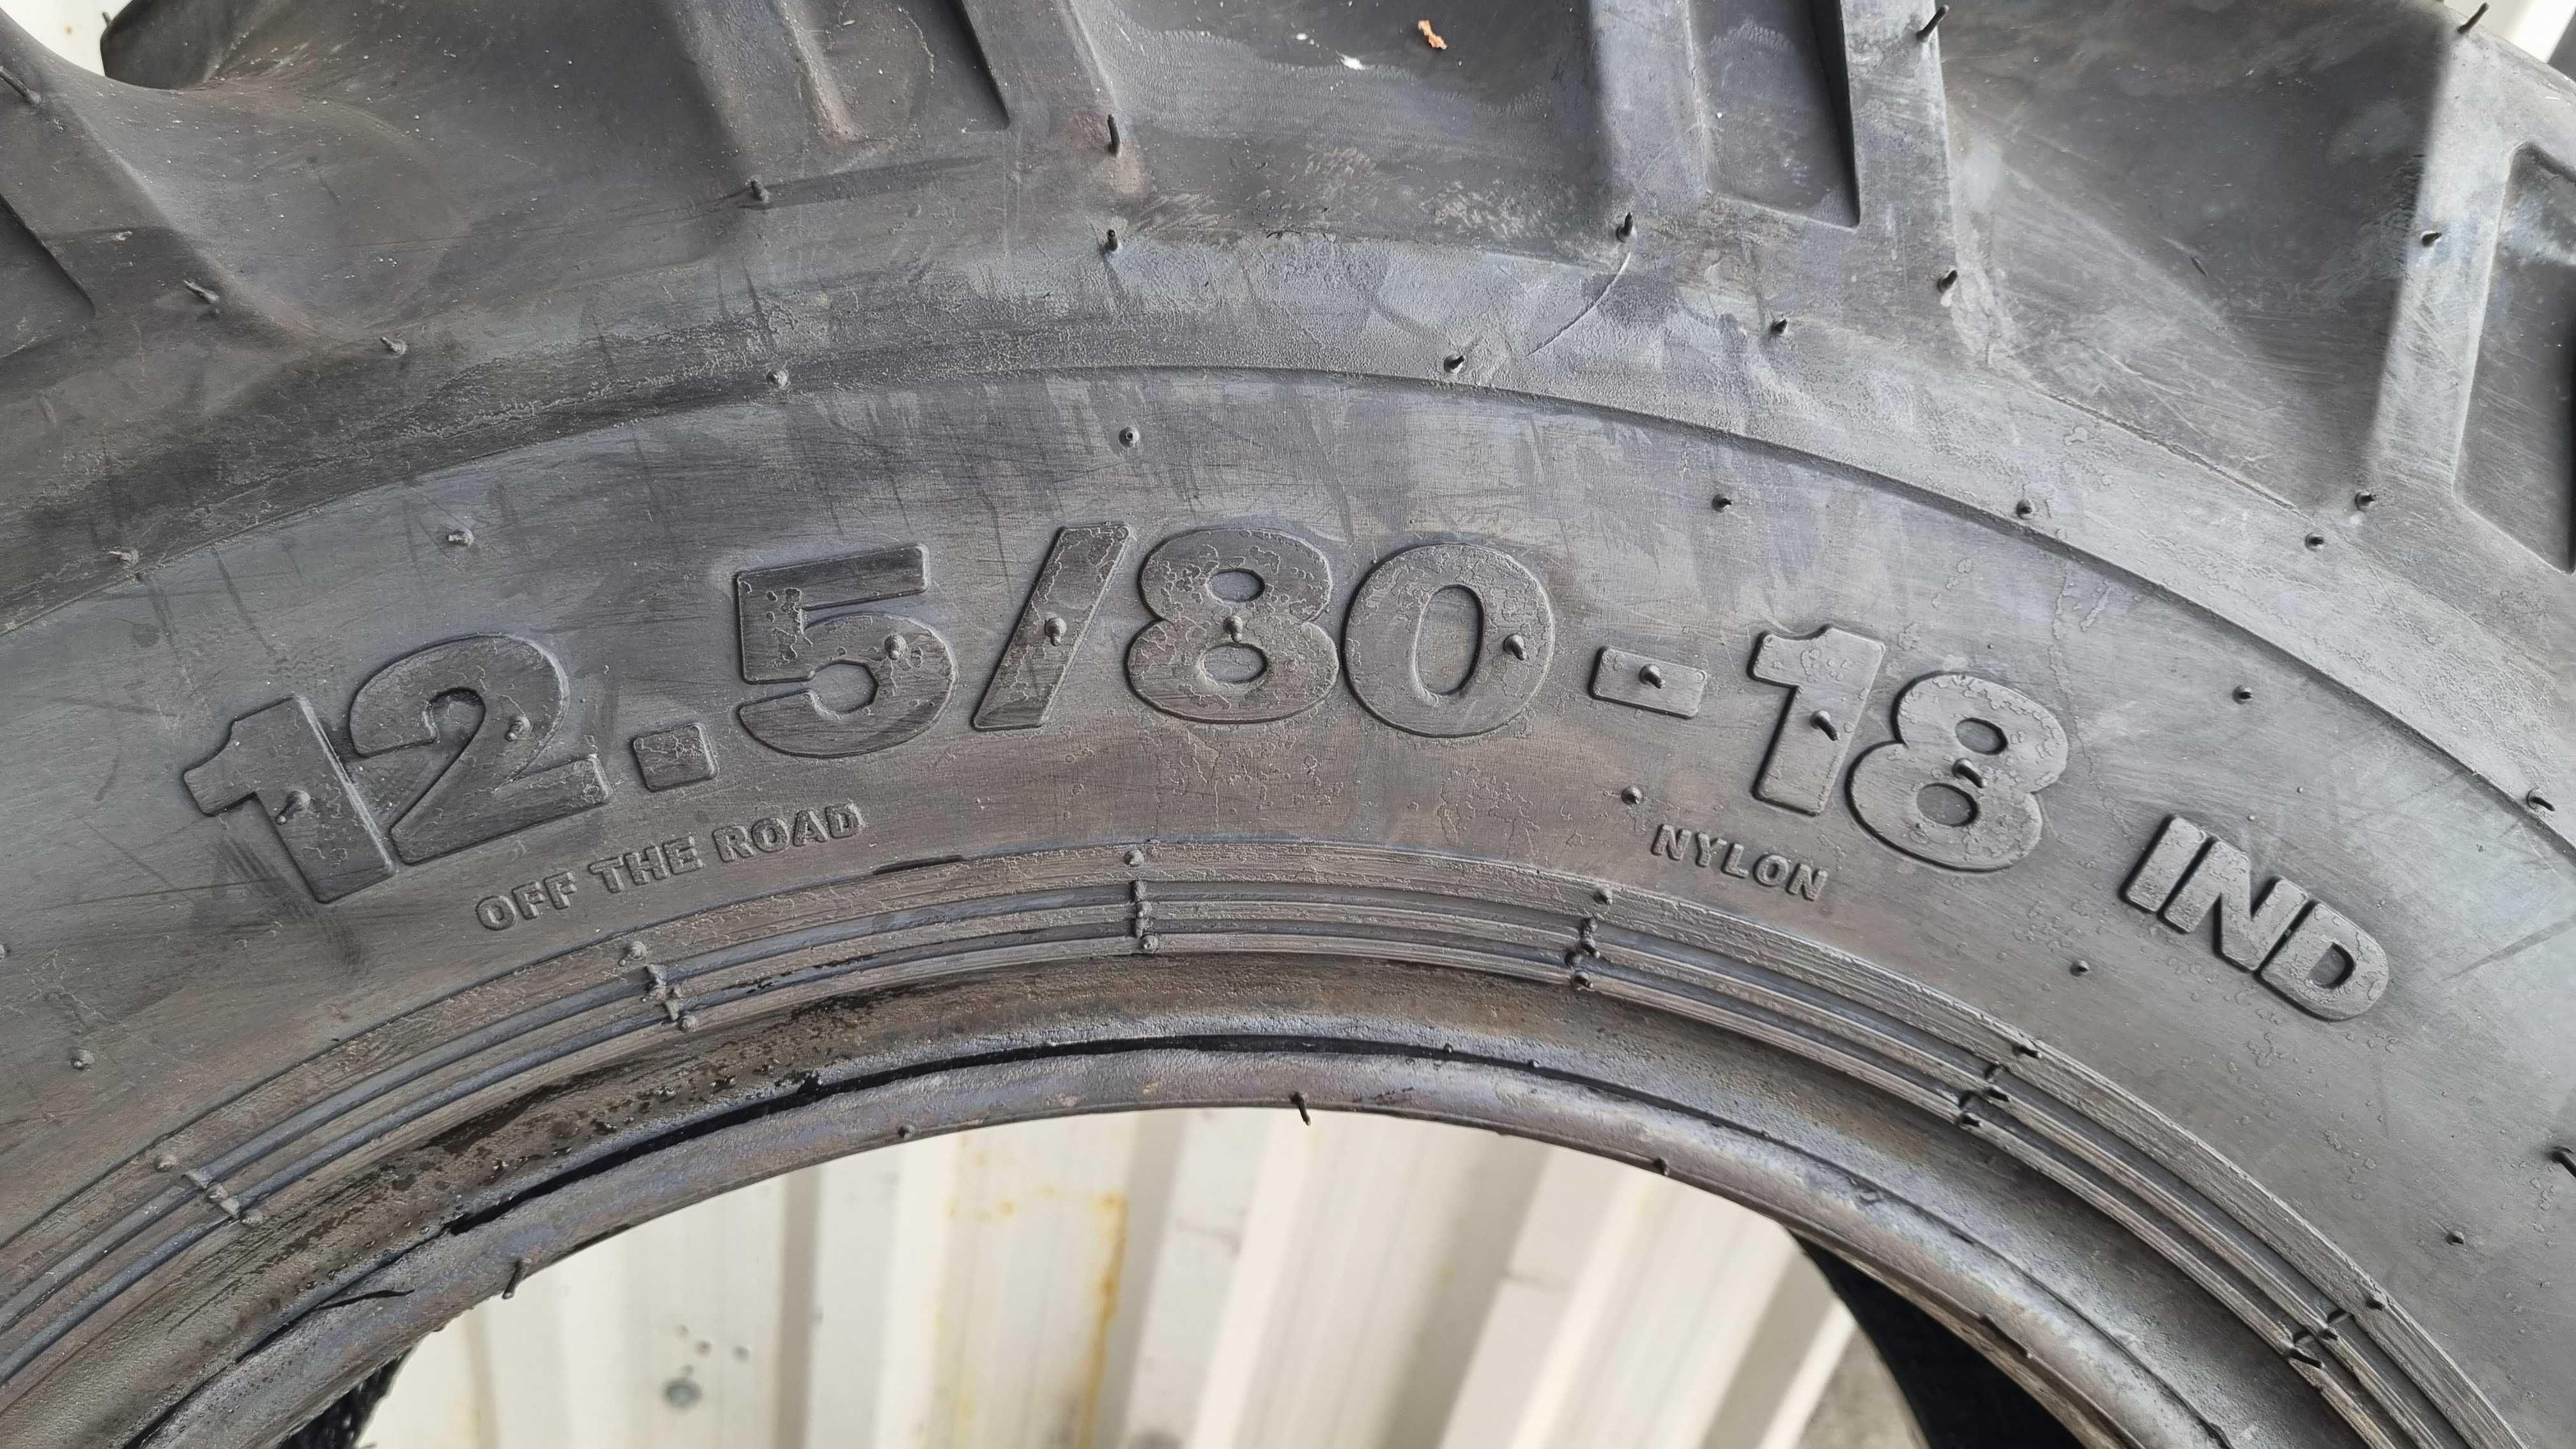 12.5/80-18 IND
OFF THE ROAD
NYLON